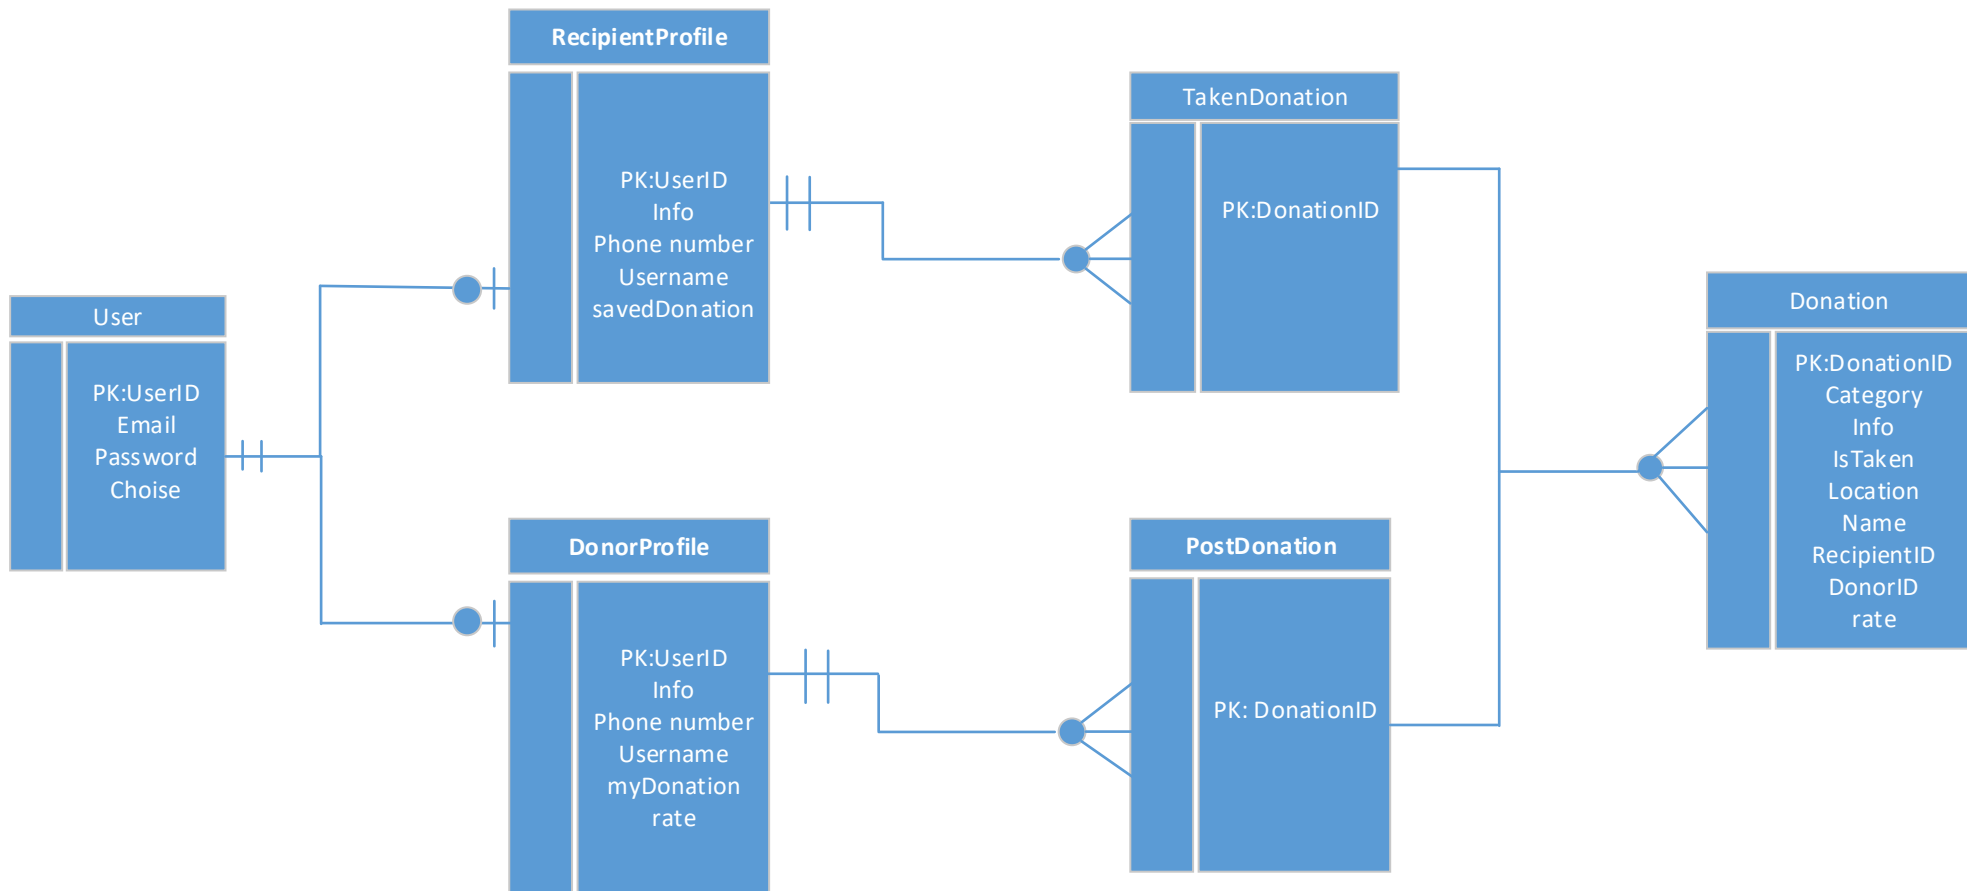 User
PK:UserID
Email
Password
Choise
RecipientProfile
PK:UserID
Info
Phone number
Username
savedDonation
DonorProfile
PK:UserID
Info
Phone number
Username
myDonation
rate
TakenDonation
PK:DonationID
PostDonation
PK: DonationID
Donation
PK:DonationID
Category
Info
IsTaken
Location
Name
RecipientID
DonorID
rate